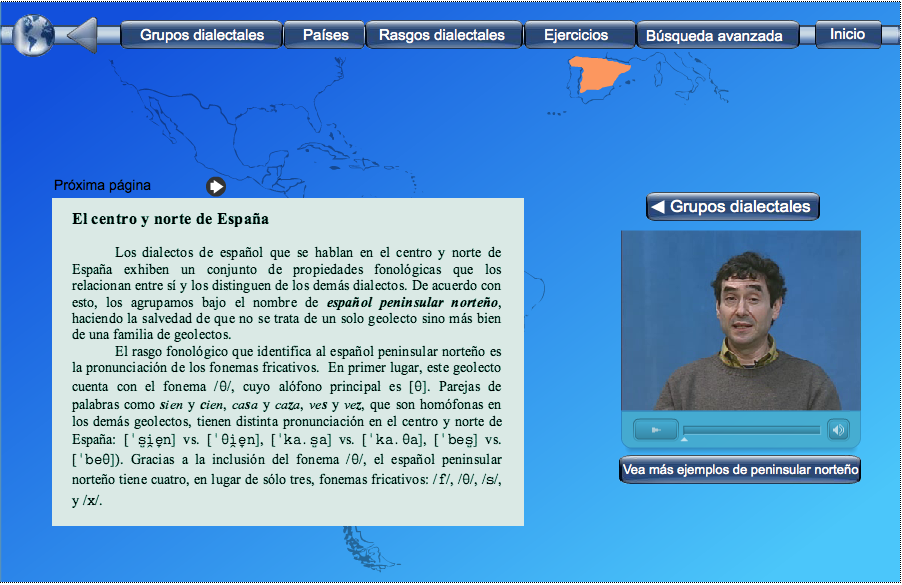 Grupos dialectales
Países
Rasgos dialectales
Ejercicios
Búsqueda avanzada
Inicio
Próxima página
El centro y norte de España
Los dialectos de español que se hablan en el centro y norte de
España exhiben un conjunto de propiedades fonológicas que los
relacionan entre sí y los distinguen de los demás dialectos. De acuerdo con
esto, los agrupamos bajo el nombre de español peninsular norteño,
haciendo la salvedad de que no se trata de un solo geolecto sino más bien
de una familia de geolectos.
El rasgo fonológico que identifica al español peninsular norteño es
la pronunciación de los fonemas fricativos. En primer lugar, este geolecto
cuenta con el fonema /θ/, cuyo alófono principal es [θ]. Parejas de
palabras como sien y cien, casa y caza, ves y vez, que son homófonas en
los demás geolectos, tienen distinta pronunciación en el centro y norte de
España: [ˈs̺i̯en] vs. [ˈθi̯en], [ˈka.s̺a] vs. [ˈka.θa], [ˈbes̺] vs.
[ˈbeθ]). Gracias a la inclusión del fonema /θ/, el español peninsular
norteño tiene cuatro, en lugar de sólo tres, fonemas fricativos: /f/, /θ/, /s/,
y /x/.
Grupos dialectales
Vea más ejemplos de peninsular norteño